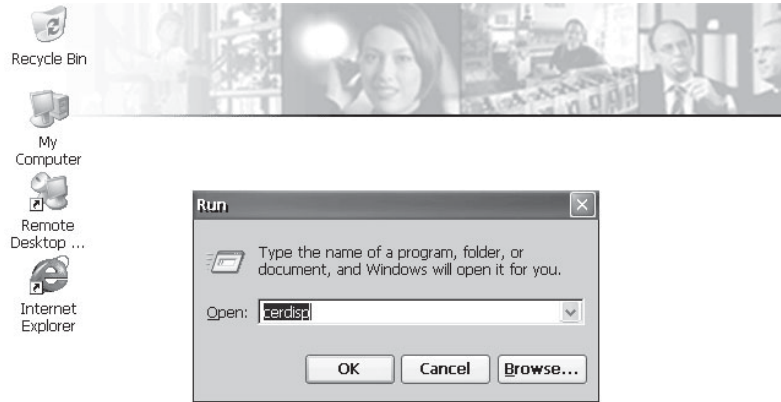 Recycle Bin
My
Computer
Remote
Desktop ...
Internet
Explorer
Run
Type the name of a program, folder, or
document, and Windows will open it for you.
Open: cerdisp
OK Cancel Browse...